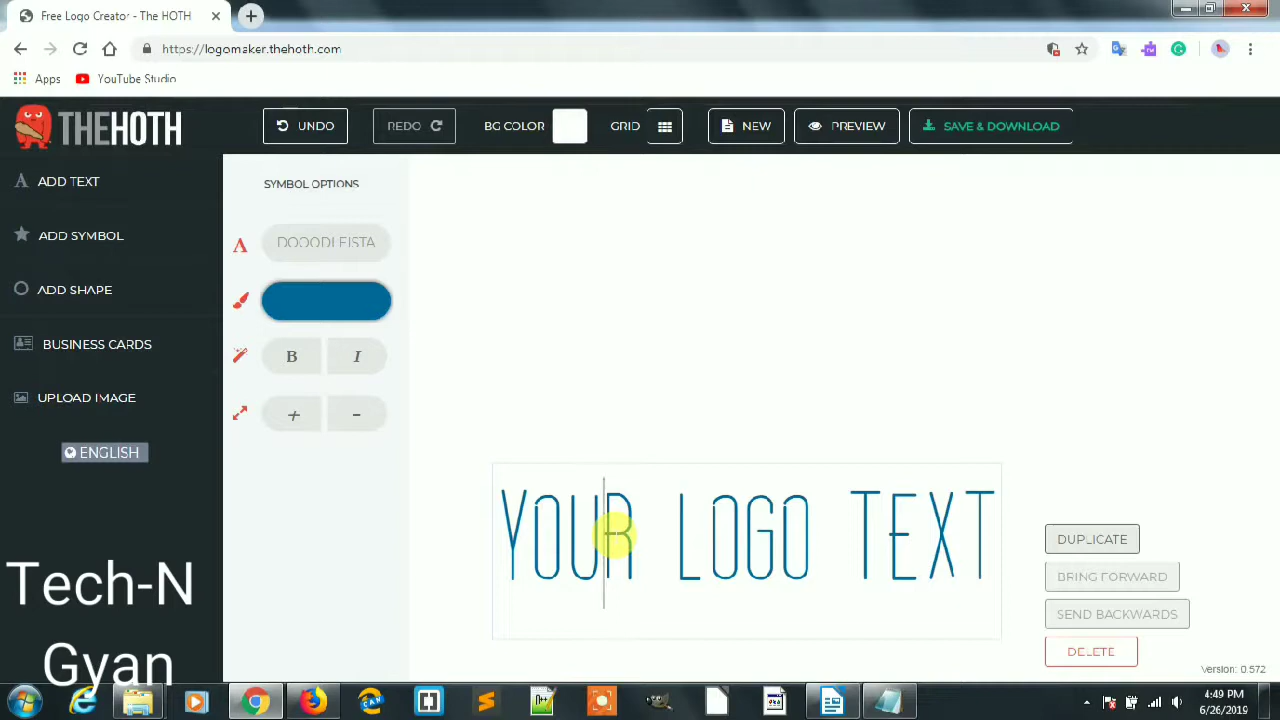 Free Logo Creator - The HOTH
https://logomaker.thehoth.com
Apps YouTube Studio
THEHOTH
UNDO
REDO
BG COLOR
GRID
NEW
PREVIEW
SAVE & DOWNLOAD
ADD TEXT
ADD SYMBOL
ADD SHAPE
BUSINESS CARDS
UPLOAD IMAGE
ENGLISH
SYMBOL OPTIONS
B I
+ -
YOUR LOGO TEXT
DUPLICATE
BRING FORWARD
SEND BACKWARDS
DELETE
Version: 0.572
Tech-N
Gyan
4:49 PM
6/26/2019